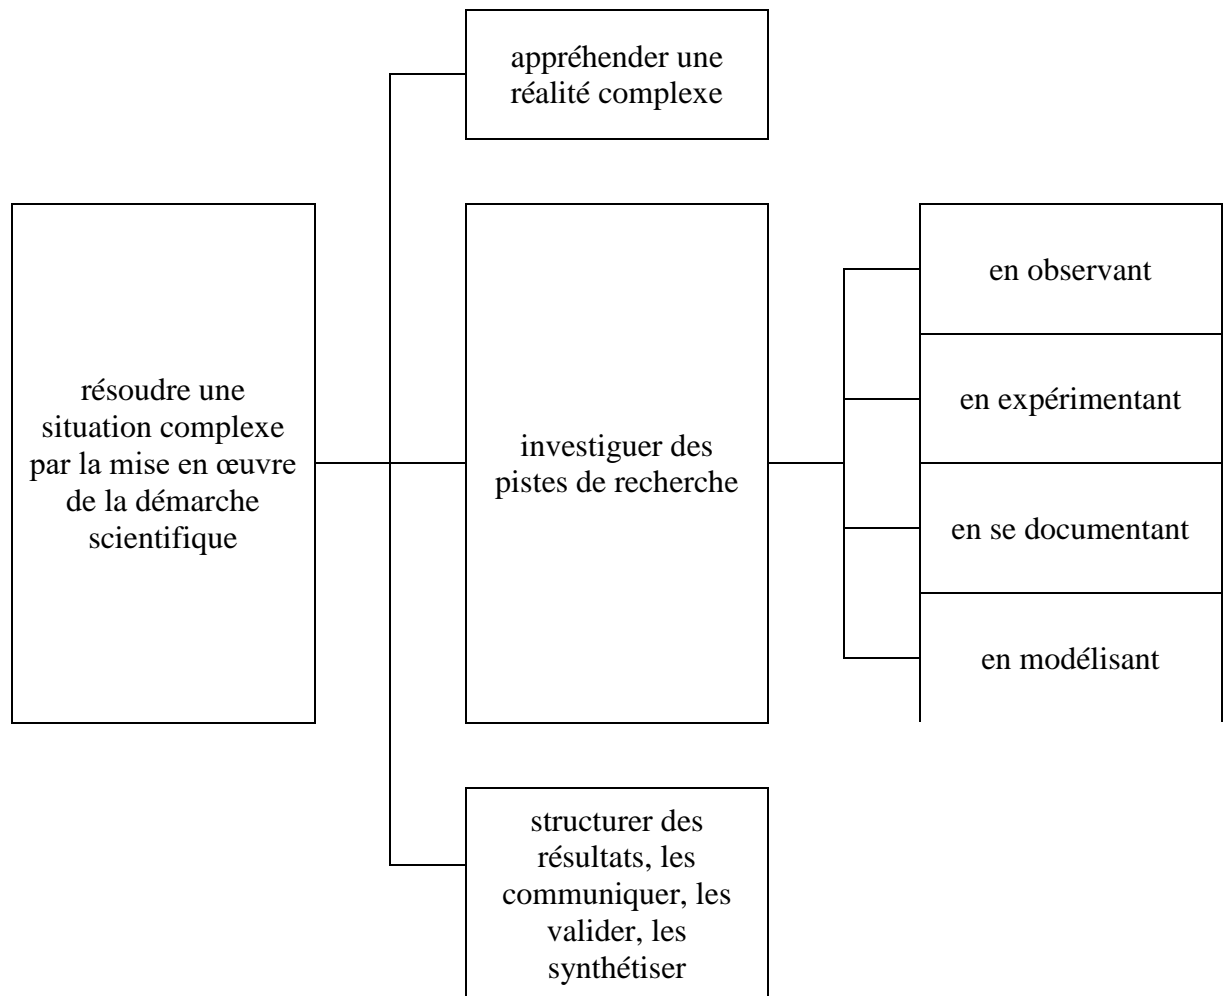 appréhender une
réalité complexe
résoudre une
situation complexe
par la mise en œuvre
de la démarche
scientifique
investiguer des
pistes de recherche
en observant
en expérimentant
en se documentant
en modélisant
structurer des
résultats, les
communiquer, les
valider, les
synthétiser